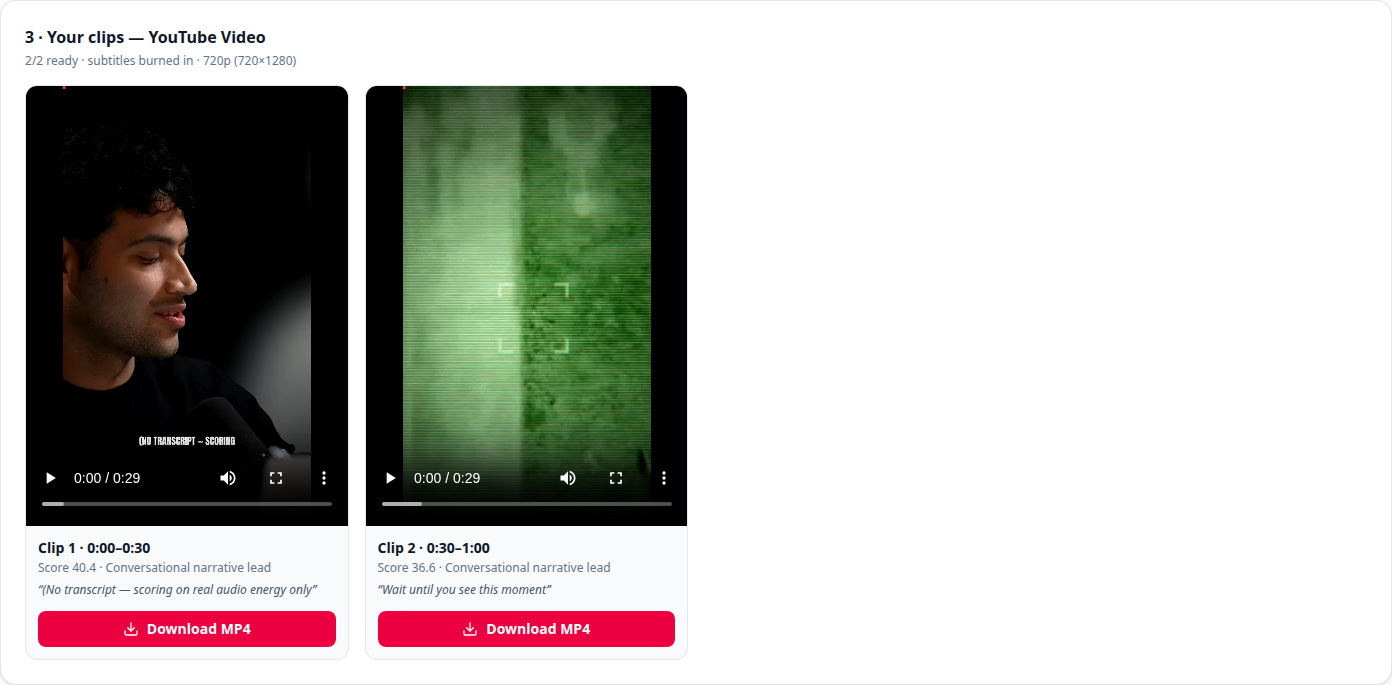 3 · Your clips — YouTube Video
2/2 ready · subtitles burned in · 720p (720×1280)
(NO TRANSCRIPT — SCORING
0:00 / 0:29
0:00 / 0:29
Clip 1 · 0:00–0:30
Score 40.4 · Conversational narrative lead
“(No transcript — scoring on real audio energy only”
Download MP4
Clip 2 · 0:30–1:00
Score 36.6 · Conversational narrative lead
“Wait until you see this moment”
Download MP4